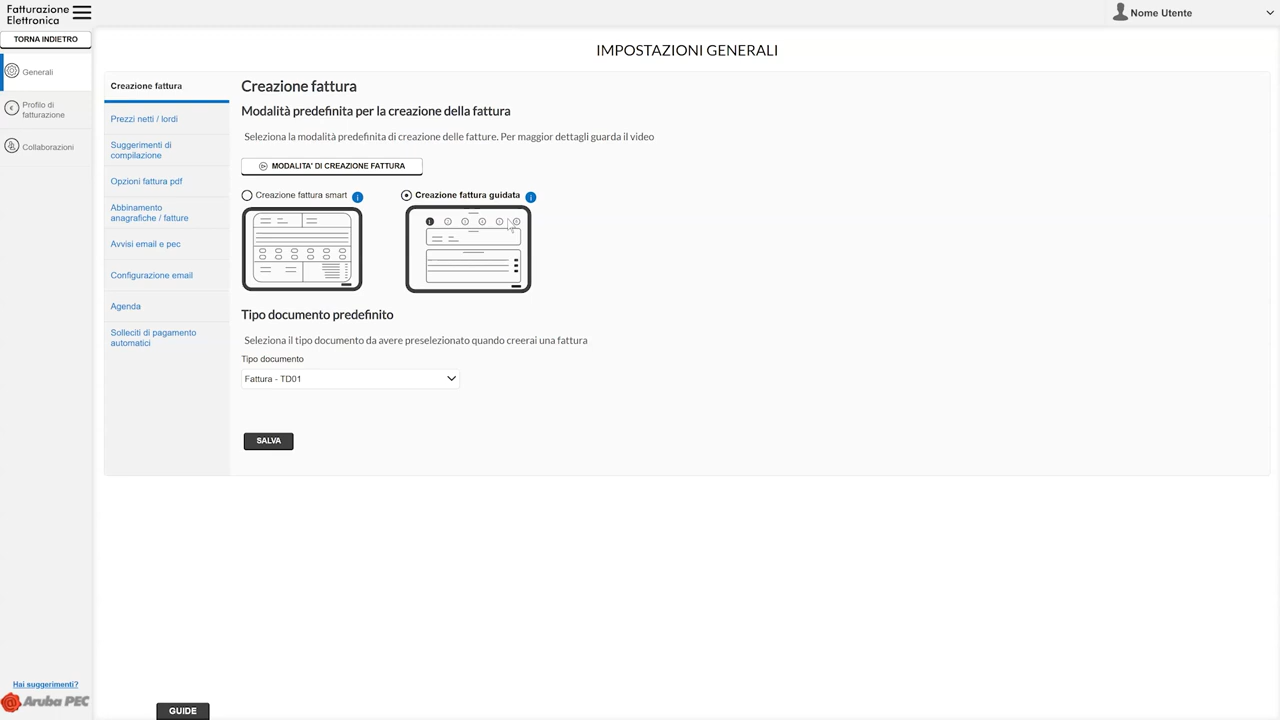 Fatturazione
Elettronica
Nome Utente
TORNA INDIETRO
Generali
Profilo di
fatturazione
Collaborazioni
IMPOSTAZIONI GENERALI
Creazione fattura
Prezzi netti / lordi
Suggerimenti di
compilazione
Opzioni fattura pdf
Abbinamento
anagrafiche / fatture
Avvisi email e pec
Configurazione email
Agenda
Solleciti di pagamento
automatici
Creazione fattura
Modalità predefinita per la creazione della fattura
Seleziona la modalità predefinita di creazione delle fatture. Per maggior dettagli guarda il video
MODALITA' DI CREAZIONE FATTURA
Creazione fattura smart i
Creazione fattura guidata i
Tipo documento predefinito
Seleziona il tipo documento da avere preselezionato quando creerai una fattura
Tipo documento
Fattura - TD01
SALVA
Hai suggerimenti?
Aruba PEC
GUIDE